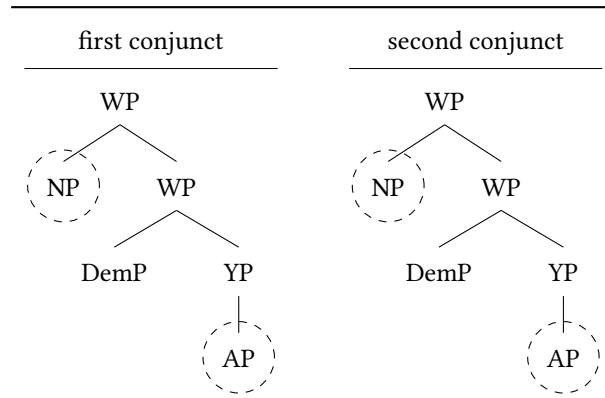 first conjunct second conjunct
WP WP
NP WP NP WP
DemP YP DemP YP
AP AP